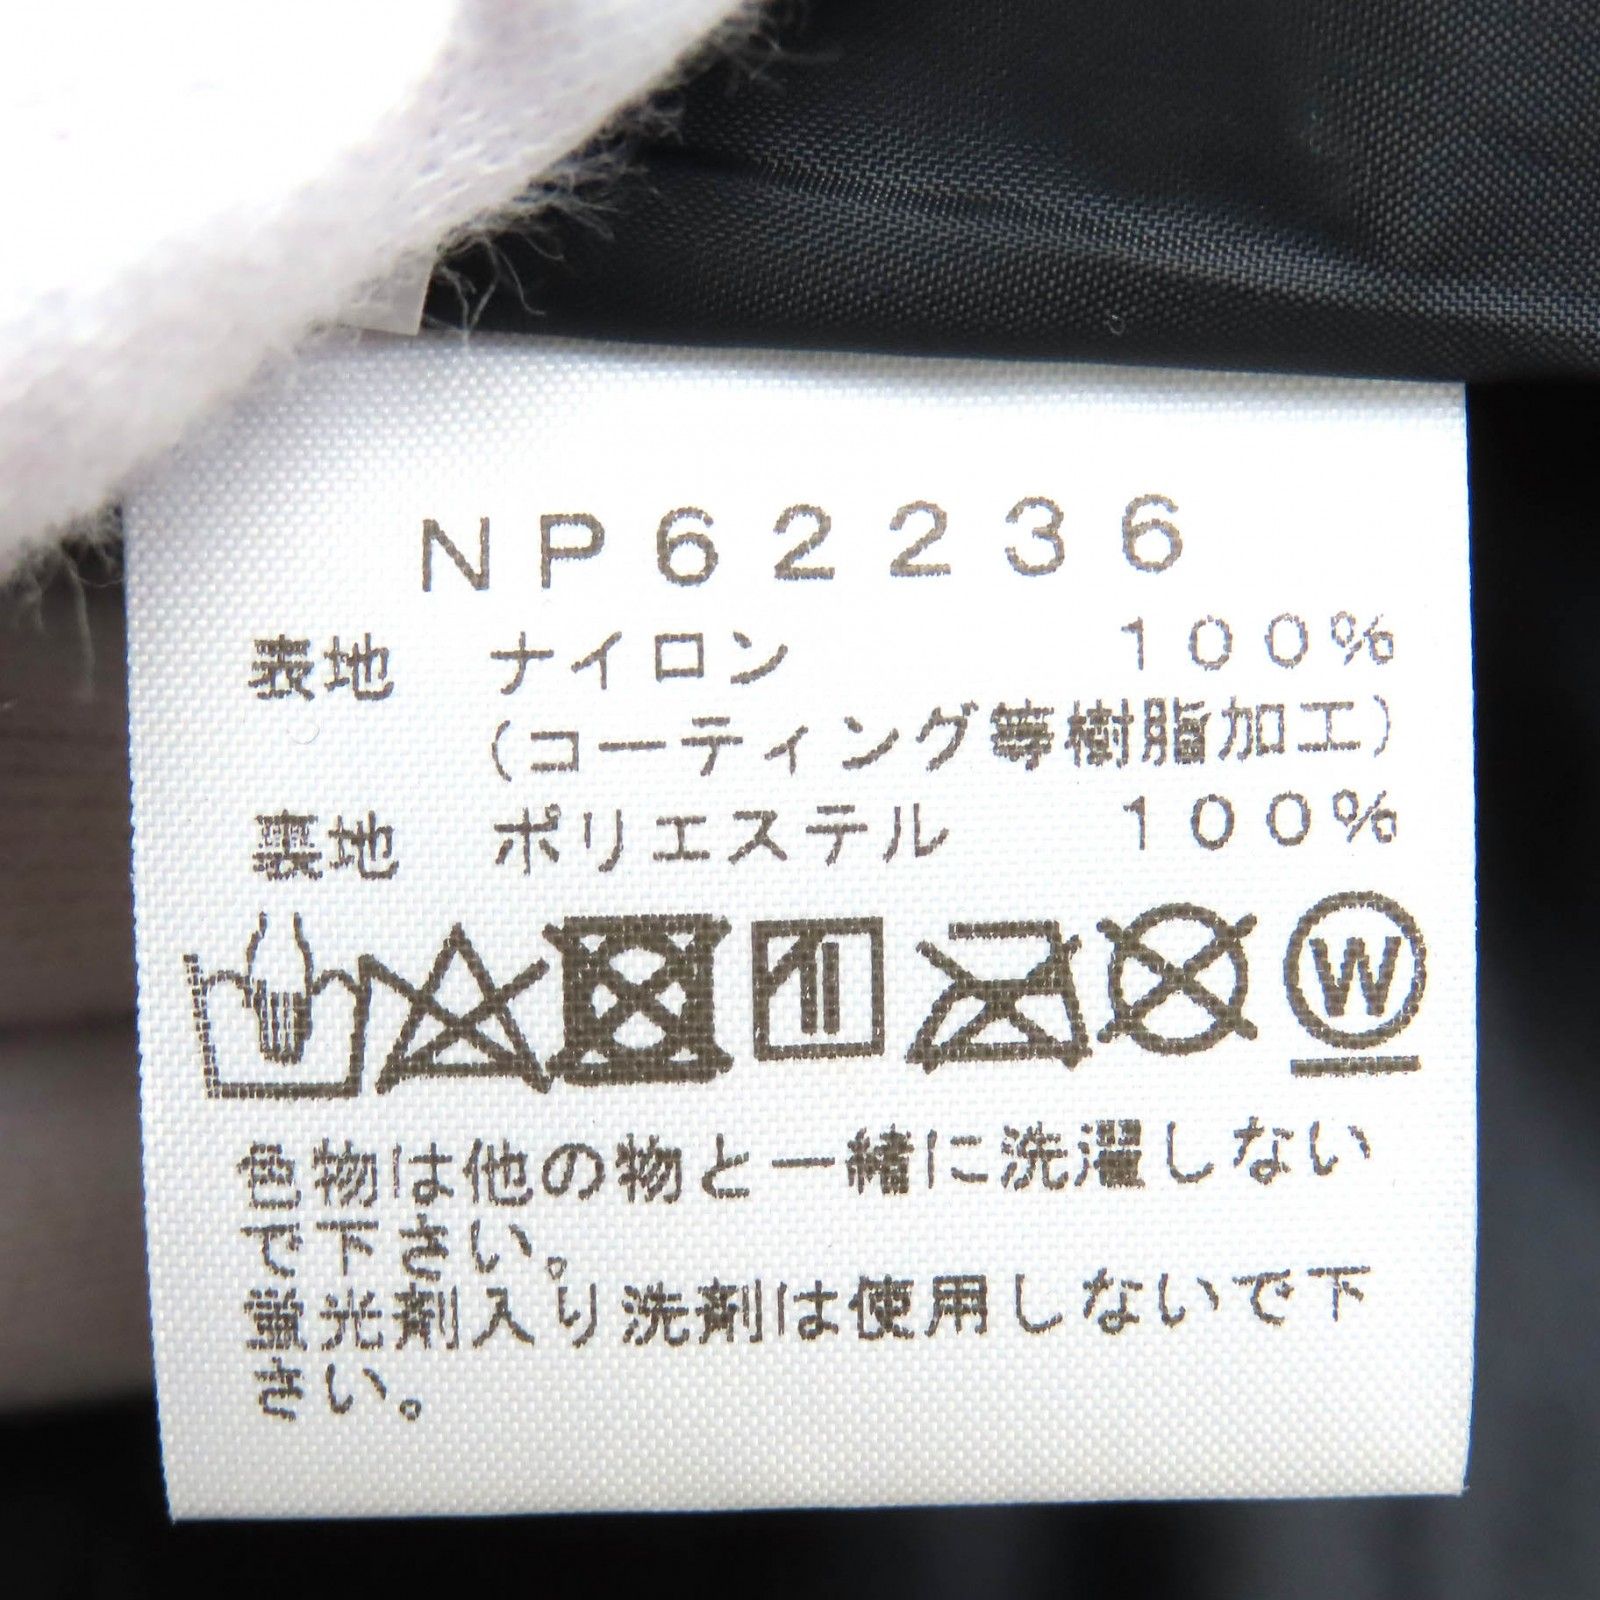 NP62236
表地 ナイロン 100%
(コーティング等樹脂加工)
裏地 ポリエステル 100%
W
色物は他の物と一緒に洗濯しない
で下さい。
蛍光剤入り洗剤は使用しないで下
さい。